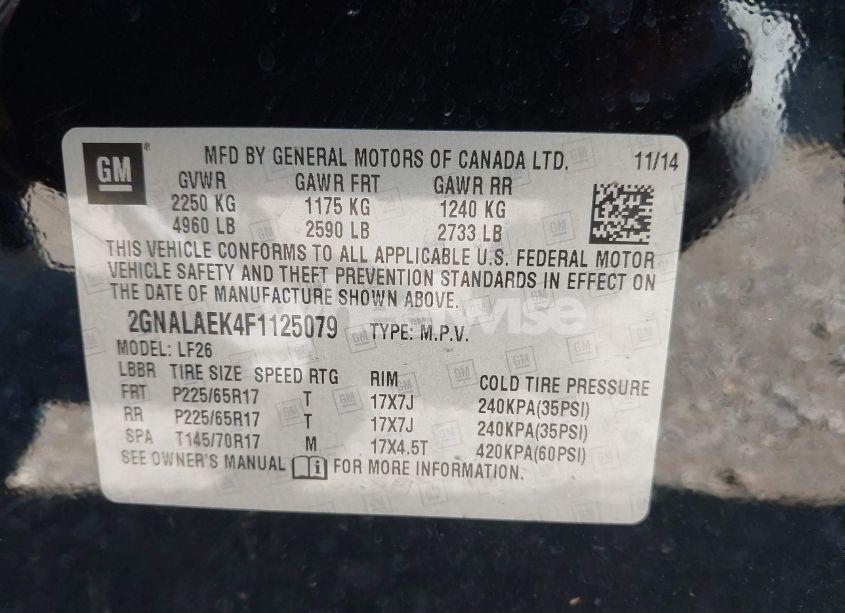 GM ® MFD BY GENERAL MOTORS OF CANADA LTD. 11/14
GVWR GAWR FRT GAWR RR
2250 KG 1175 KG 1240 KG
4960 LB 2590 LB 2733 LB
THIS VEHICLE CONFORMS TO ALL APPLICABLE U.S. FEDERAL MOTOR
VEHICLE SAFETY AND THEFT PREVENTION STANDARDS IN EFFECT ON
THE DATE OF MANUFACTURE SHOWN ABOVE.
2GNALAEK4F1125079 TYPE: M.P.V.
MODEL: LF26
LBBR TIRE SIZE SPEED RTG RIM COLD TIRE PRESSURE
FRT P225/65R17 T 17X7J 240KPA(35PSI)
RR P225/65R17 T 17X7J 240KPA(35PSI)
SPA T145/70R17 M 17X4.5T 420KPA(60PSI)
SEE OWNER'S MANUAL FOR MORE INFORMATION.